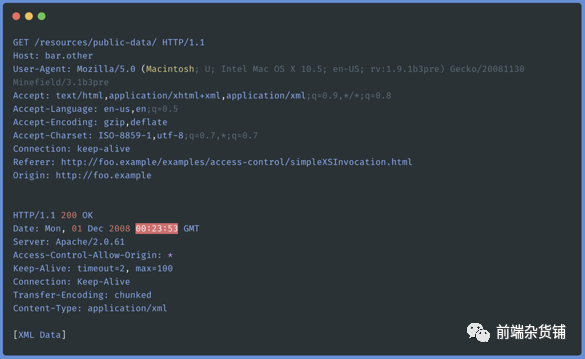 GET /resources/public-data/ HTTP/1.1
Host: bar.other
User-Agent: Mozilla/5.0 (Macintosh; U; Intel Mac OS X 10.5; en-US; rv:1.9.1b3pre) Gecko/20081130
Minefield/3.1b3pre
Accept: text/html,application/xhtml+xml,application/xml;q=0.9,*/*;q=0.8
Accept-Language: en-us,en;q=0.5
Accept-Encoding: gzip,deflate
Accept-Charset: ISO-8859-1,utf-8;q=0.7,*;q=0.7
Connection: keep-alive
Referer: http://foo.example/examples/access-control/simpleXSInvocation.html
Origin: http://foo.example
HTTP/1.1 200 OK
Date: Mon, 01 Dec 2008 00:23:53 GMT
Server: Apache/2.0.61
Access-Control-Allow-Origin: *
Keep-Alive: timeout=2, max=100
Connection: Keep-Alive
Transfer-Encoding: chunked
Content-Type: application/xml
[XML Data]
前端杂货铺